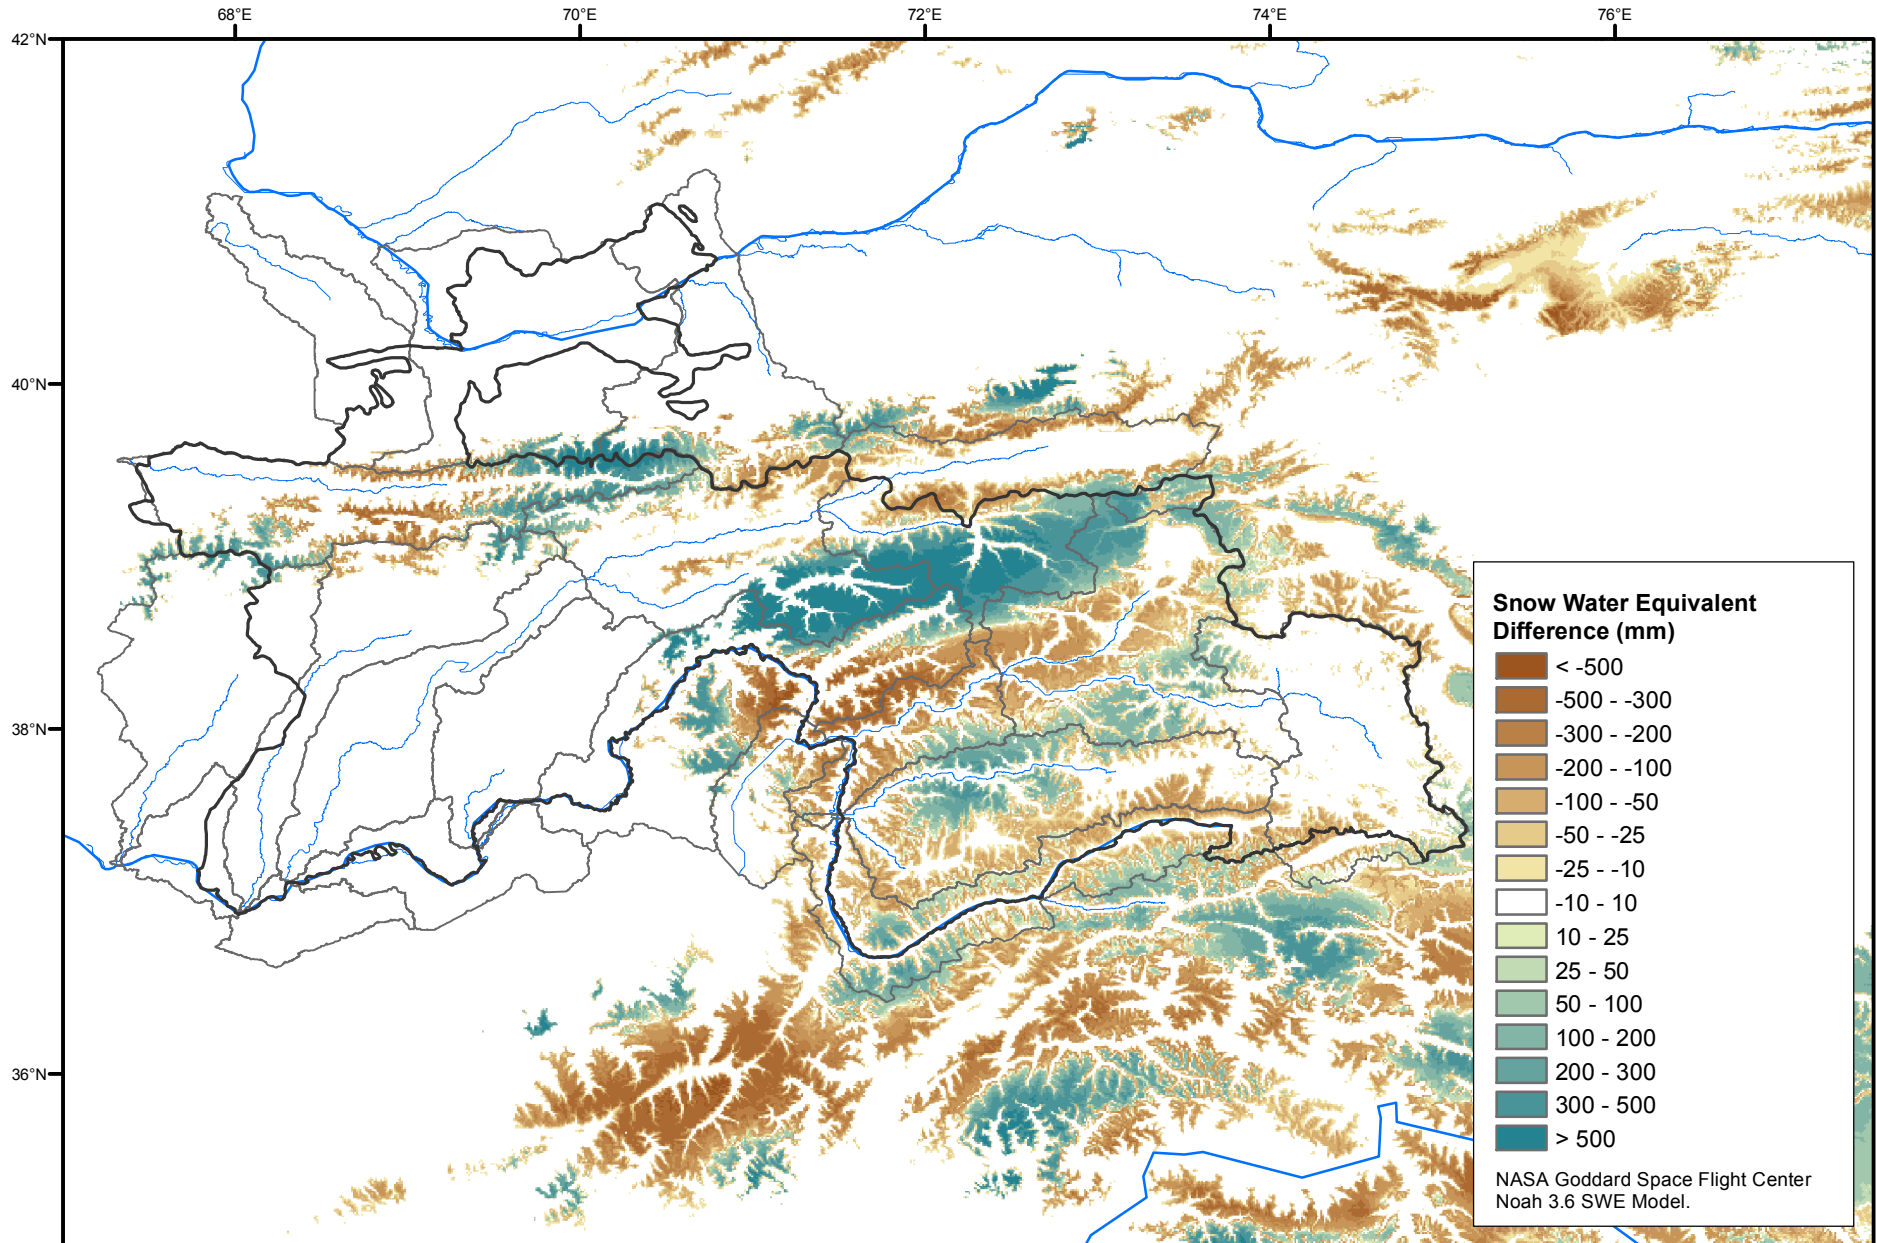 68°E 70°E 72°E 74°E 76°E
42°N
40°N
38°N
36°N
Snow Water Equivalent
Difference (mm)
< -500
-500 - -300
-300 - -200
-200 - -100
-100 - -50
-50 - -25
-25 - -10
-10 - 10
10 - 25
25 - 50
50 - 100
100 - 200
200 - 300
300 - 500
> 500
NASA Goddard Space Flight Center
Noah 3.6 SWE Model.